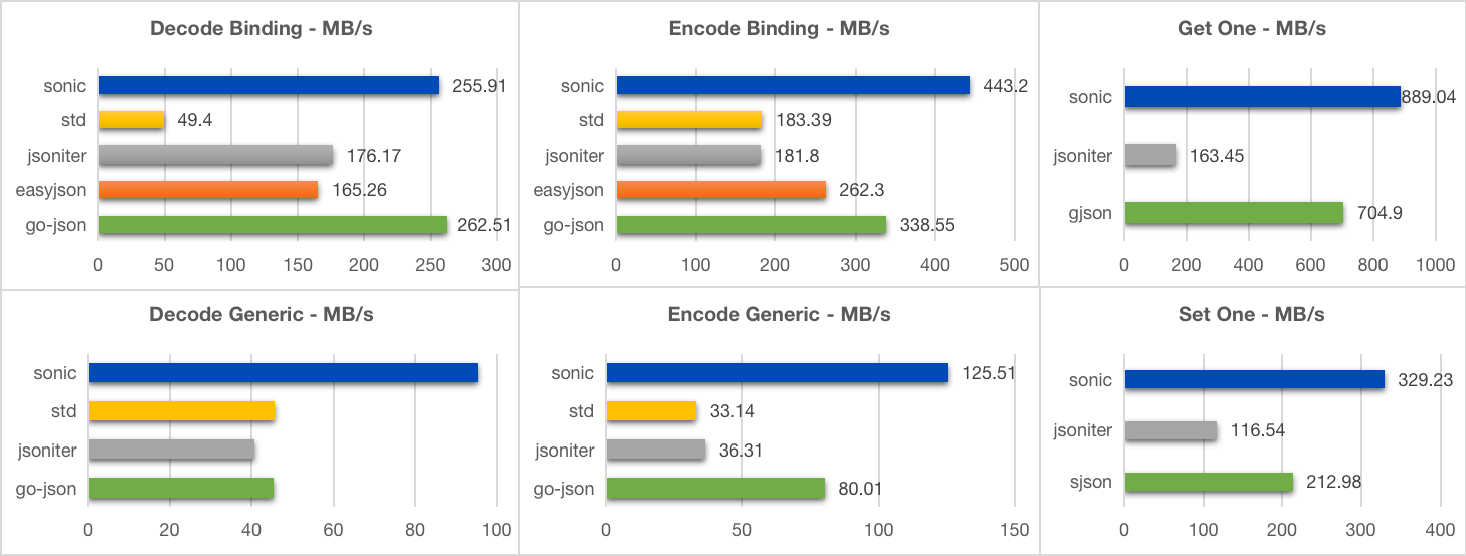 Decode Binding - MB/s
sonic 255.91
std 49.4
jsoniter 176.17
easyjson 165.26
go-json 262.51
0 50 100 150 200 250 300
Encode Binding - MB/s
sonic 443.2
std 183.39
jsoniter 181.8
easyjson 262.3
go-json 338.55
0 100 200 300 400 500
Get One - MB/s
sonic 889.04
jsoniter 163.45
gjson 704.9
0 200 400 600 800 1000
Decode Generic - MB/s
sonic
std
jsoniter
go-json
0 20 40 60 80 100
Encode Generic - MB/s
sonic 125.51
std 33.14
jsoniter 36.31
go-json 80.01
0 50 100 150
Set One - MB/s
sonic 329.23
jsoniter 116.54
sjson 212.98
0 100 200 300 400